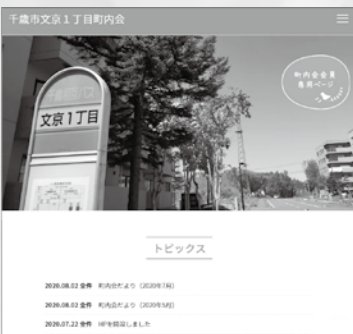 千歳市文京1丁目町内会
町内会会員
専用ページ
文京1丁目
トピックス
2020.08.02 全件 町内会だより(2020年7月)
2020.08.02 全件 町内会だより(2020年5月)
2020.07.22 全件 HPを開設しました